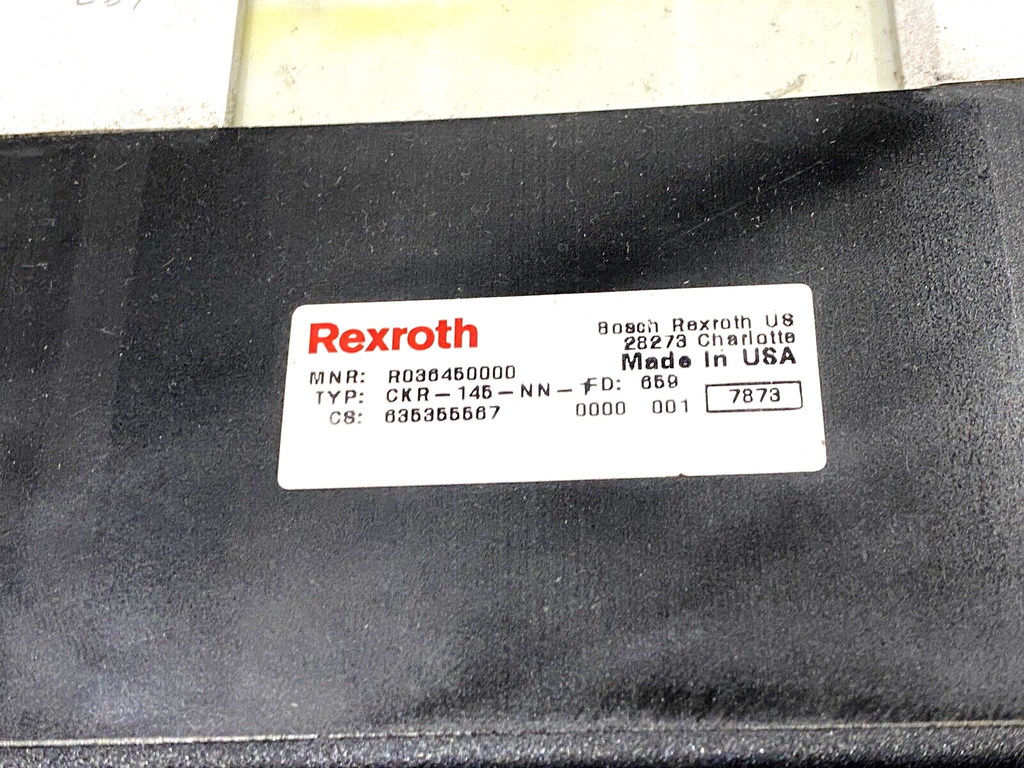 Rexroth
Bosch Rexroth US
28273 Charlotte
Made In USA
MNR: R036450000
TYP: CKR-145-NN- FD: 659
CS: 635355567 0000 001 7873